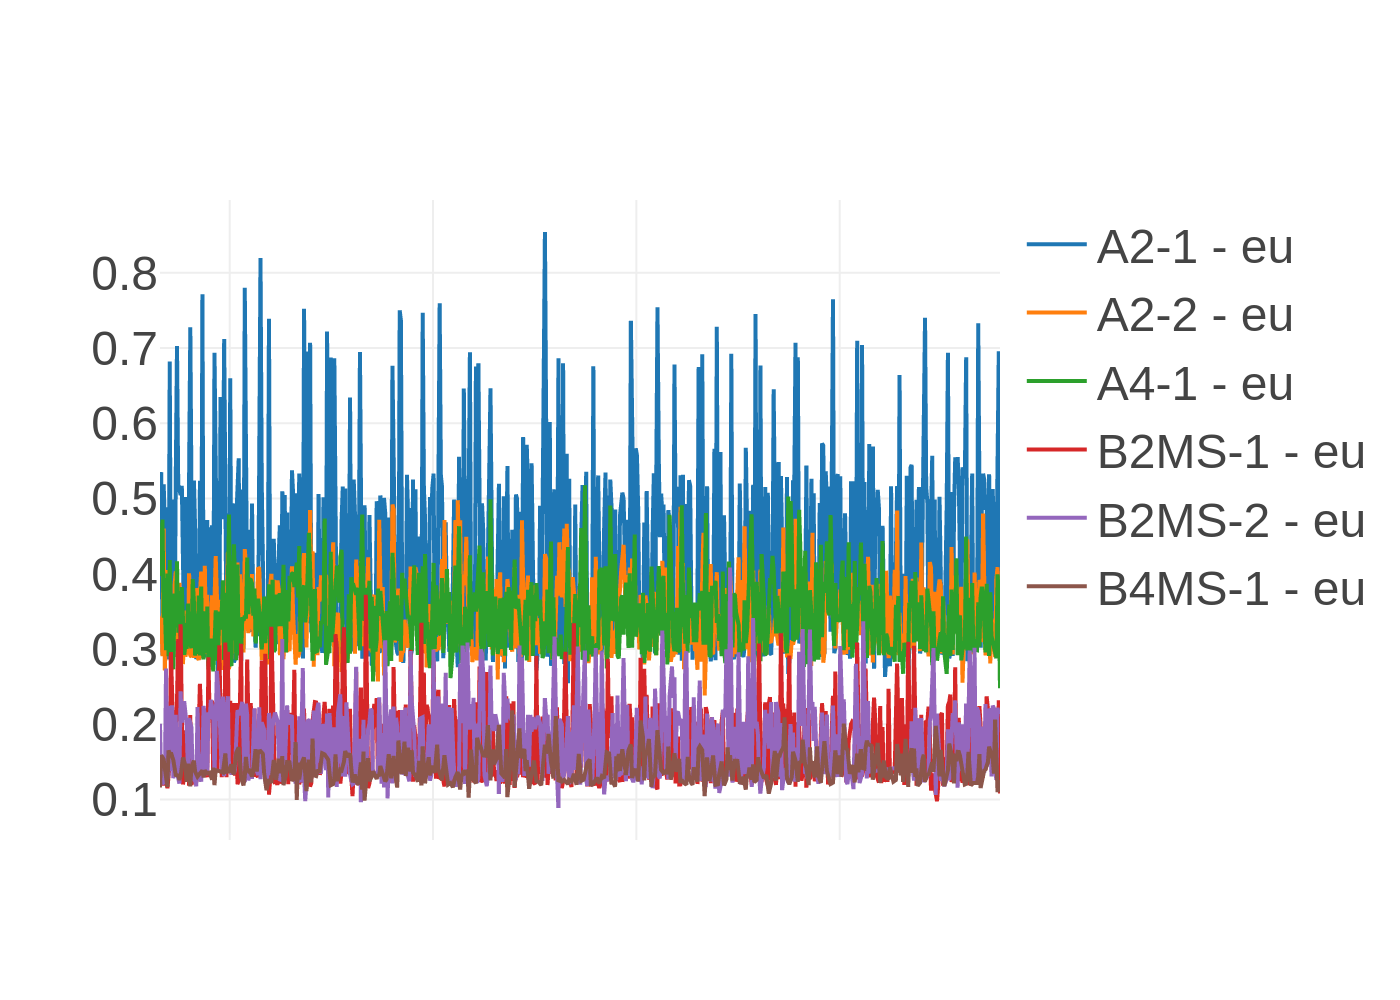 0.8
0.7
0.6
0.5
0.4
0.3
0.2
0.1
A2-1 - eu
A2-2 - eu
A4-1 - eu
B2MS-1 - eu
B2MS-2 - eu
B4MS-1 - eu